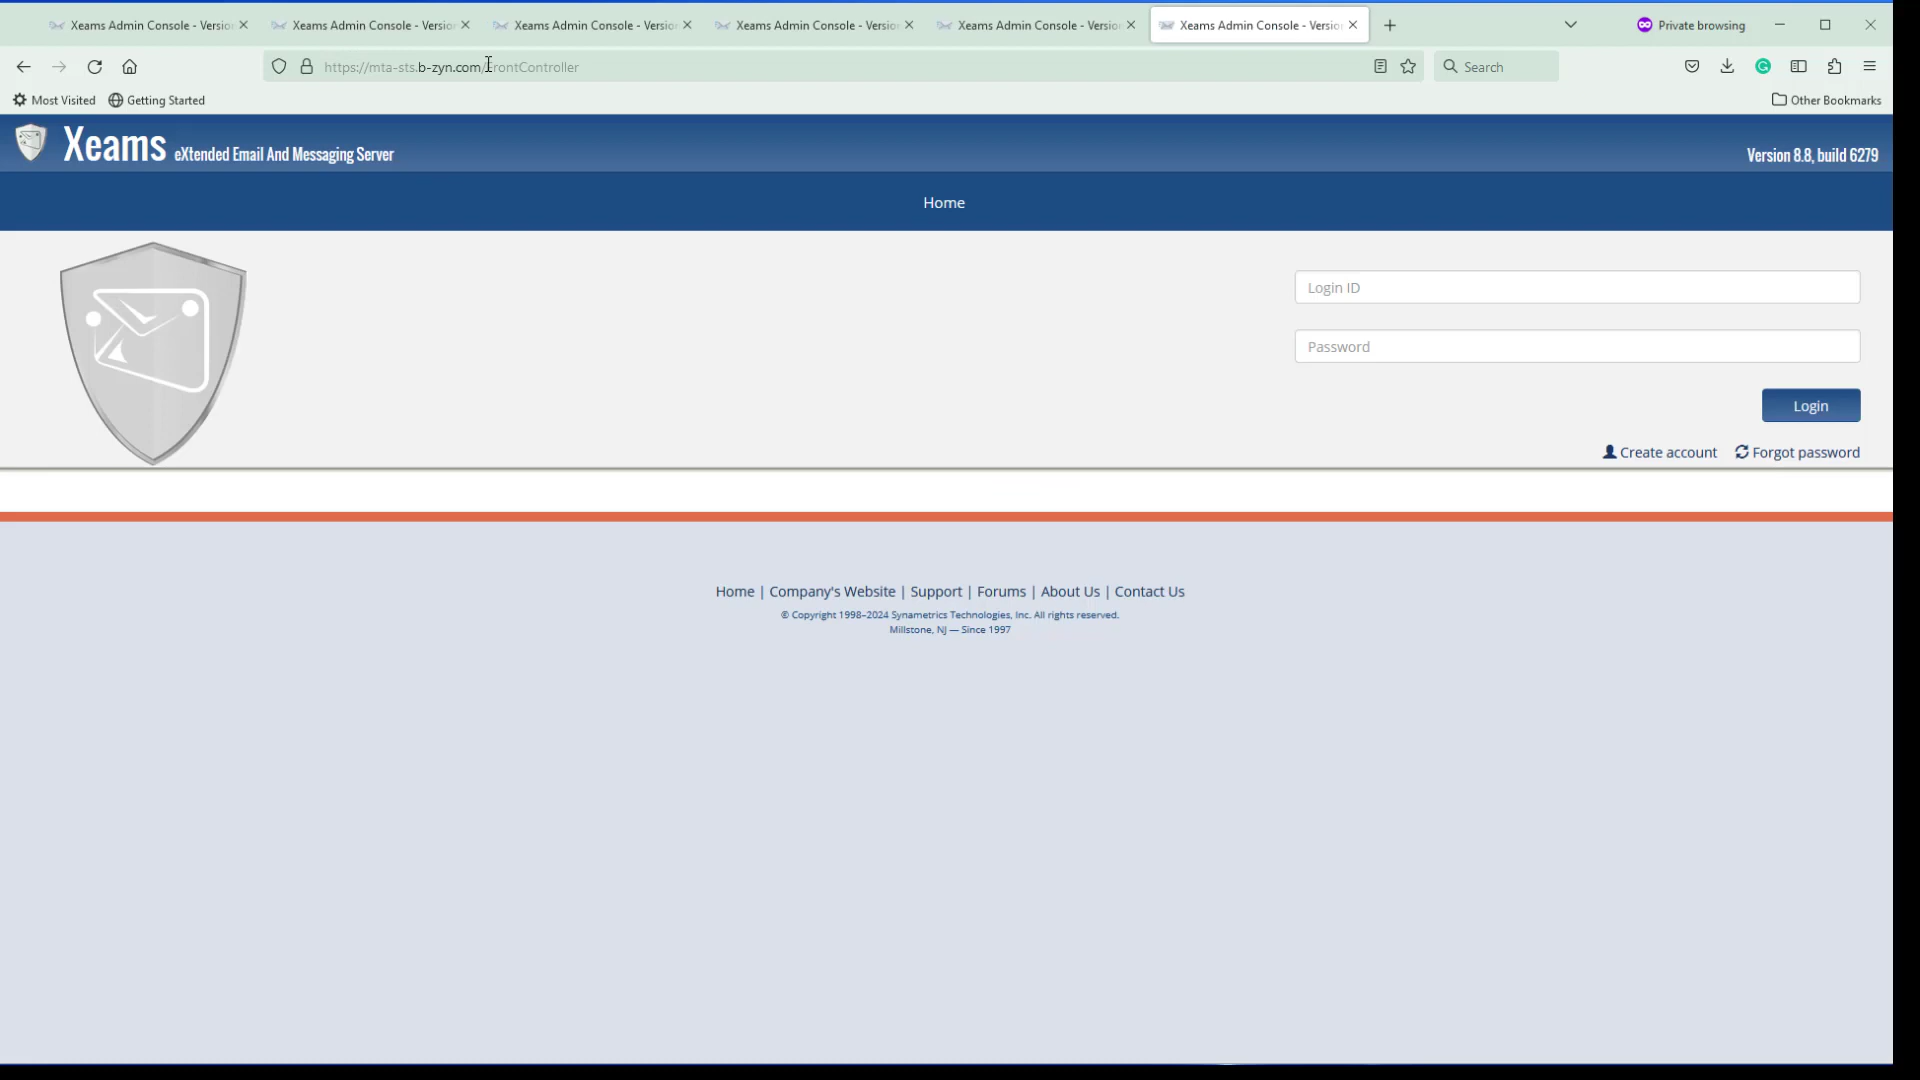 Xeams Admin Console - Versio
Xeams Admin Console - Version
Xeams Admin Console - Version
Xeams Admin Console - Version
Xeams Admin Console - Version
Xeams Admin Console - Versio
Private browsing
https://mta-sts.b-zyn.com/FrontController
Search
Most Visited
Getting Started
Other Bookmarks
Xeams eXtended Email And Messaging Server
Version 8.8, build 6279
Home
Login ID
Password
Login
Create account
Forgot password
Home | Company's Website | Support | Forums | About Us | Contact Us
© Copyright 1998–2024 Synametrics Technologies, Inc. All rights reserved.
Millstone, NJ — Since 1997